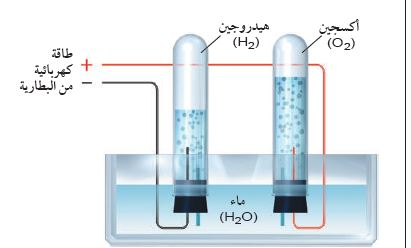 أكسجين
(O₂)
هيدروجين
(H₂)
طاقة
كهربائية
من البطارية
+
−
ماء
(H₂O)